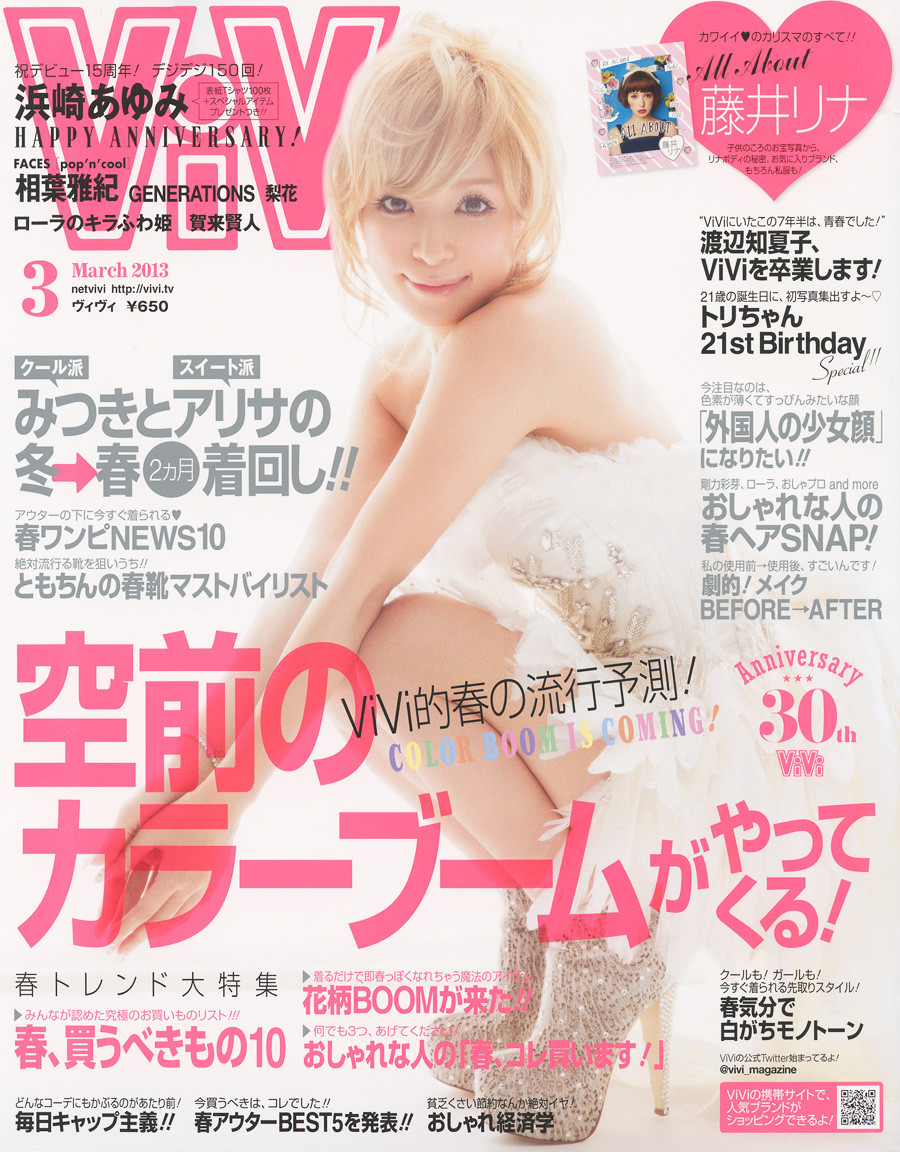 ViVi
祝デビュー15周年! デジデジ150回!
浜崎あゆみ
表紙Tシャツ100枚
+スペシャルアイテム
プレゼントつき!!
HAPPY ANNIVERSARY!
FACES [pop'n'cool]
相葉雅紀 GENERATIONS 梨花
ローラのキラふわ姫 賀来賢人
3 March 2013
netvivi http://vivi.tv
ヴィヴィ ¥650
カワイイ♥のカリスマのすべて!!
All About
藤井リナ
ALL ABOUT
藤井リナ
子供のころのお宝写真から、
リナボディの秘密、お気に入りブランド、
もちろん私服も!
"ViViにいたこの7年半は、青春でした!"
渡辺知夏子、
ViViを卒業します!
21歳の誕生日に、初写真集出すよ〜♡
トリちゃん
21st Birthday
Special!!
今注目なのは、
色素が薄くてすっぴんみたいな顔
「外国人の少女顔」
になりたい!!
剛力彩芽、ローラ、おしゃプロ and more
おしゃれな人の
春ヘアSNAP!
私の使用前→使用後、すごいんです!
劇的! メイク
BEFORE→AFTER
クール派 スイート派
みつきとアリサの
冬→春 2ヵ月 着回し!!
アウターの下に今すぐ着られる♥
春ワンピNEWS10
絶対流行る靴を狙いうち!!
ともちんの春靴マストバイリスト
Anniversary
30th
ViVi
ViVi的春の流行予測!
COLOR BOOM IS COMING!
空前の
カラーブームがやって
くる!
春トレンド大特集
▶みんなが認めた究極のお買いものリスト!!!
春、買うべきもの10
▶着るだけで即春っぽくなれちゃう魔法のアイテム
花柄BOOMが来た!!
▶何でも3つ、あげてください!
おしゃれな人の「春、コレ買います!」
クールも! ガールも!
今すぐ着られる先取りスタイル!
春気分で
白がちモノトーン
ViViの公式Twitter始まってるよ!
@vivi_magazine
ViViの携帯サイトで、
人気ブランドが
ショッピングできるよ!
どんなコーデにもかぶるのがあたり前!
毎日キャップ主義!!
今買うべきは、コレでした!!
春アウターBEST5を発表!!
貧乏くさい節約なんか絶対イヤ!
おしゃれ経済学